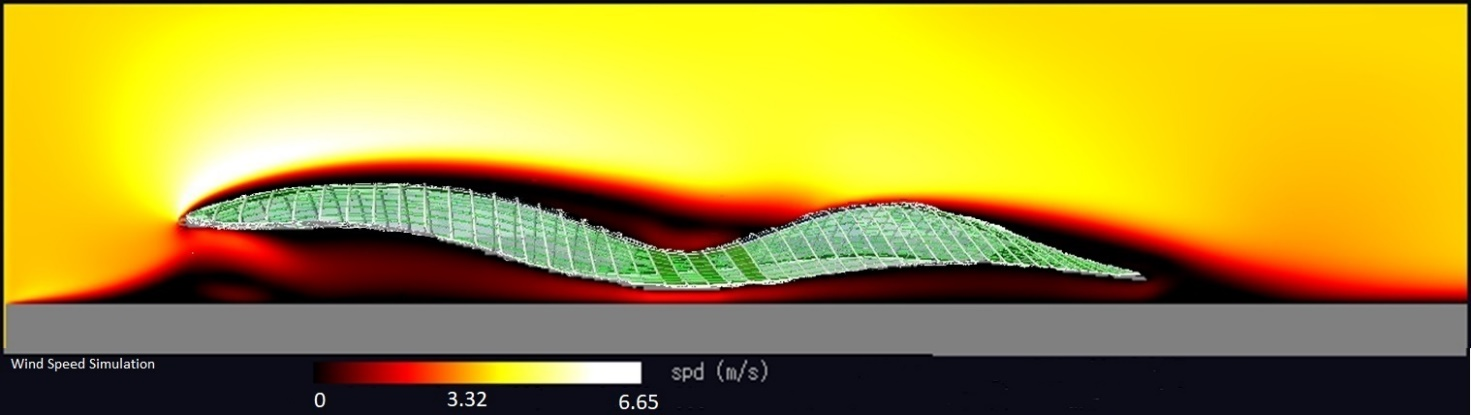 Wind Speed Simulation
spd (m/s)
0 3.32 6.65